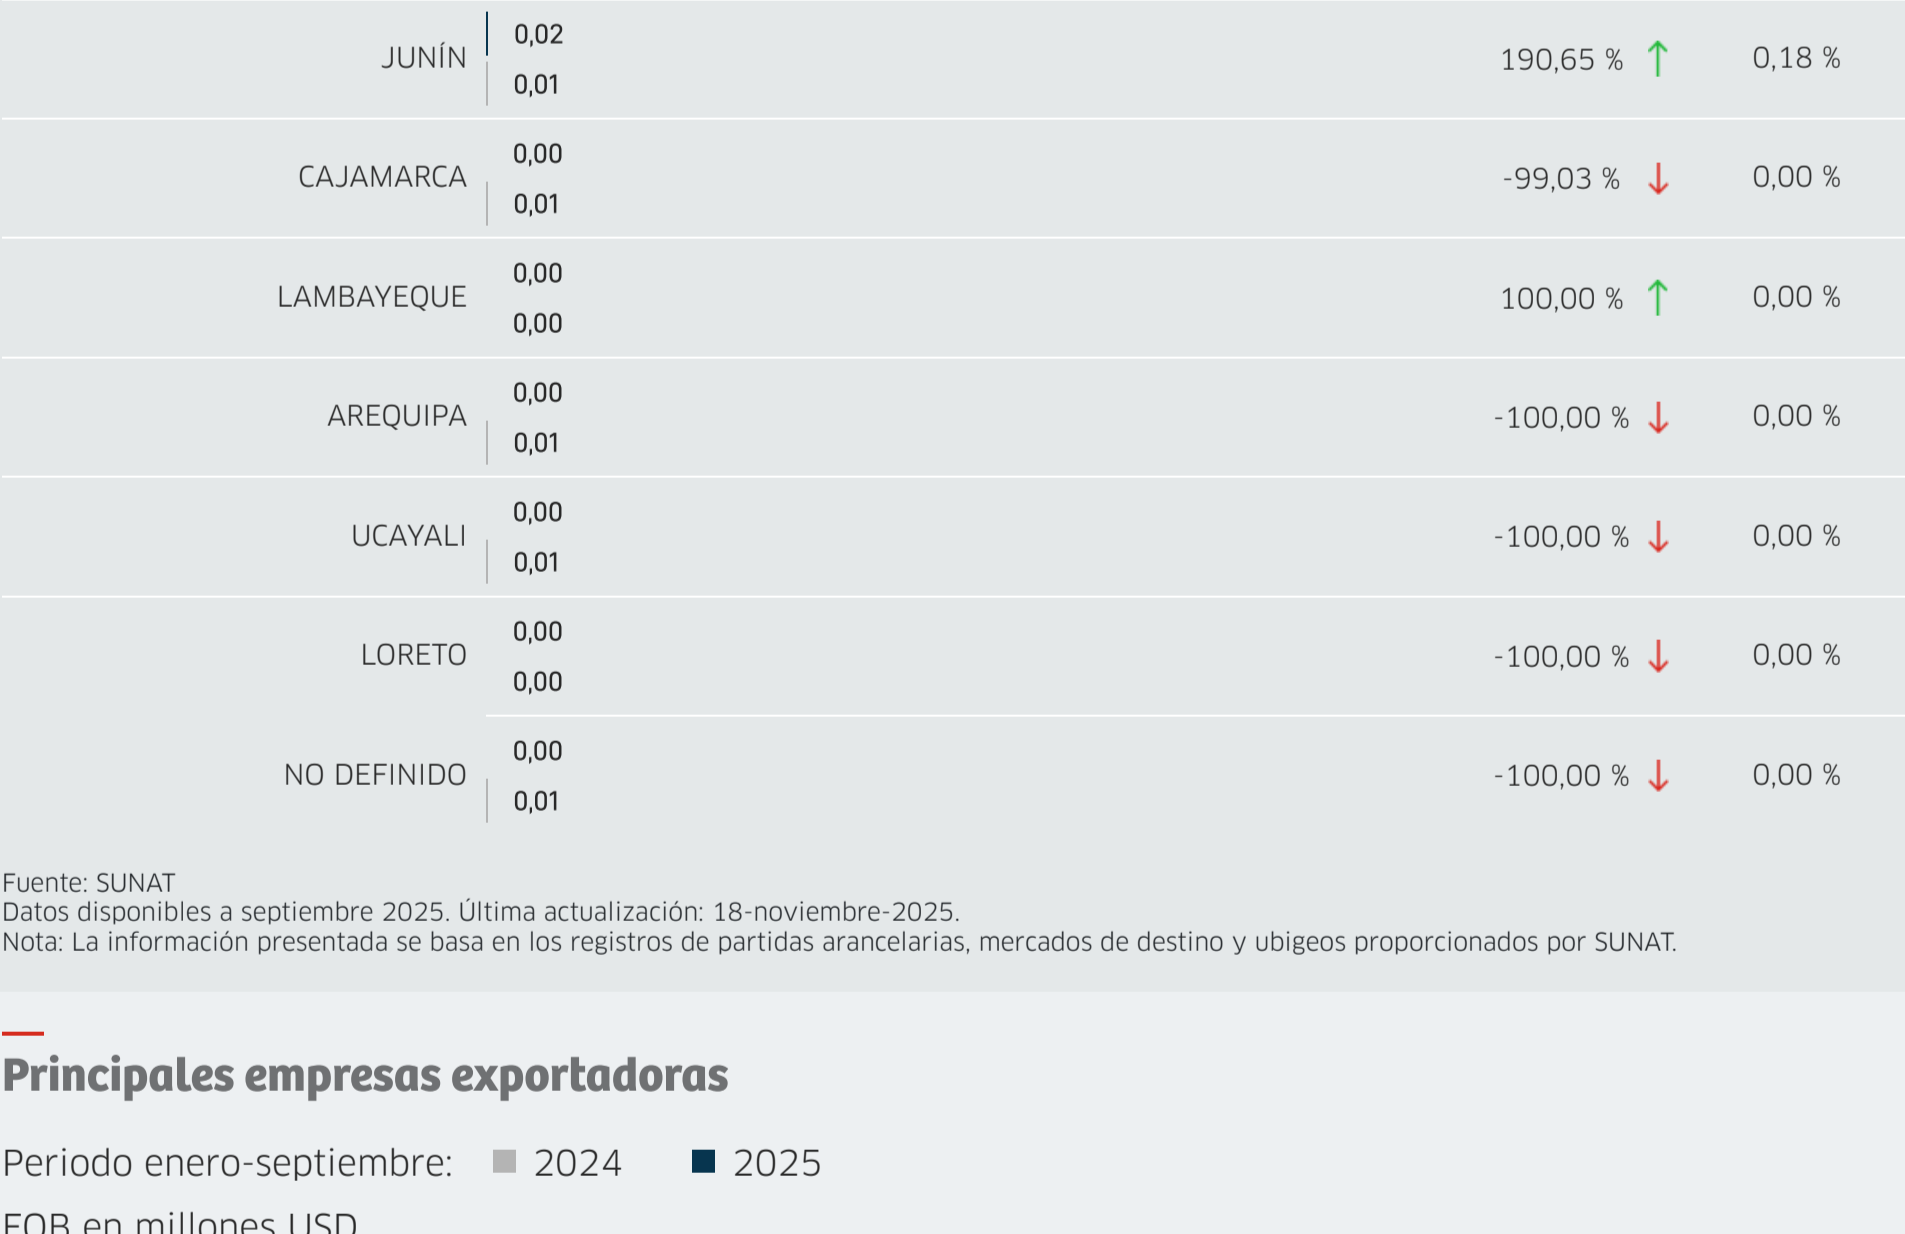 JUNÍN 0,02 0,01 190,65 % ↑ 0,18 %
CAJAMARCA 0,00 0,01 -99,03 % ↓ 0,00 %
LAMBAYEQUE 0,00 0,00 100,00 % ↑ 0,00 %
AREQUIPA 0,00 0,01 -100,00 % ↓ 0,00 %
UCAYALI 0,00 0,01 -100,00 % ↓ 0,00 %
LORETO 0,00 0,00 -100,00 % ↓ 0,00 %
NO DEFINIDO 0,00 0,01 -100,00 % ↓ 0,00 %
Fuente: SUNAT
Datos disponibles a septiembre 2025. Última actualización: 18-noviembre-2025.
Nota: La información presentada se basa en los registros de partidas arancelarias, mercados de destino y ubigeos proporcionados por SUNAT.
Principales empresas exportadoras
Periodo enero-septiembre: 2024 2025
FOB en millones USD